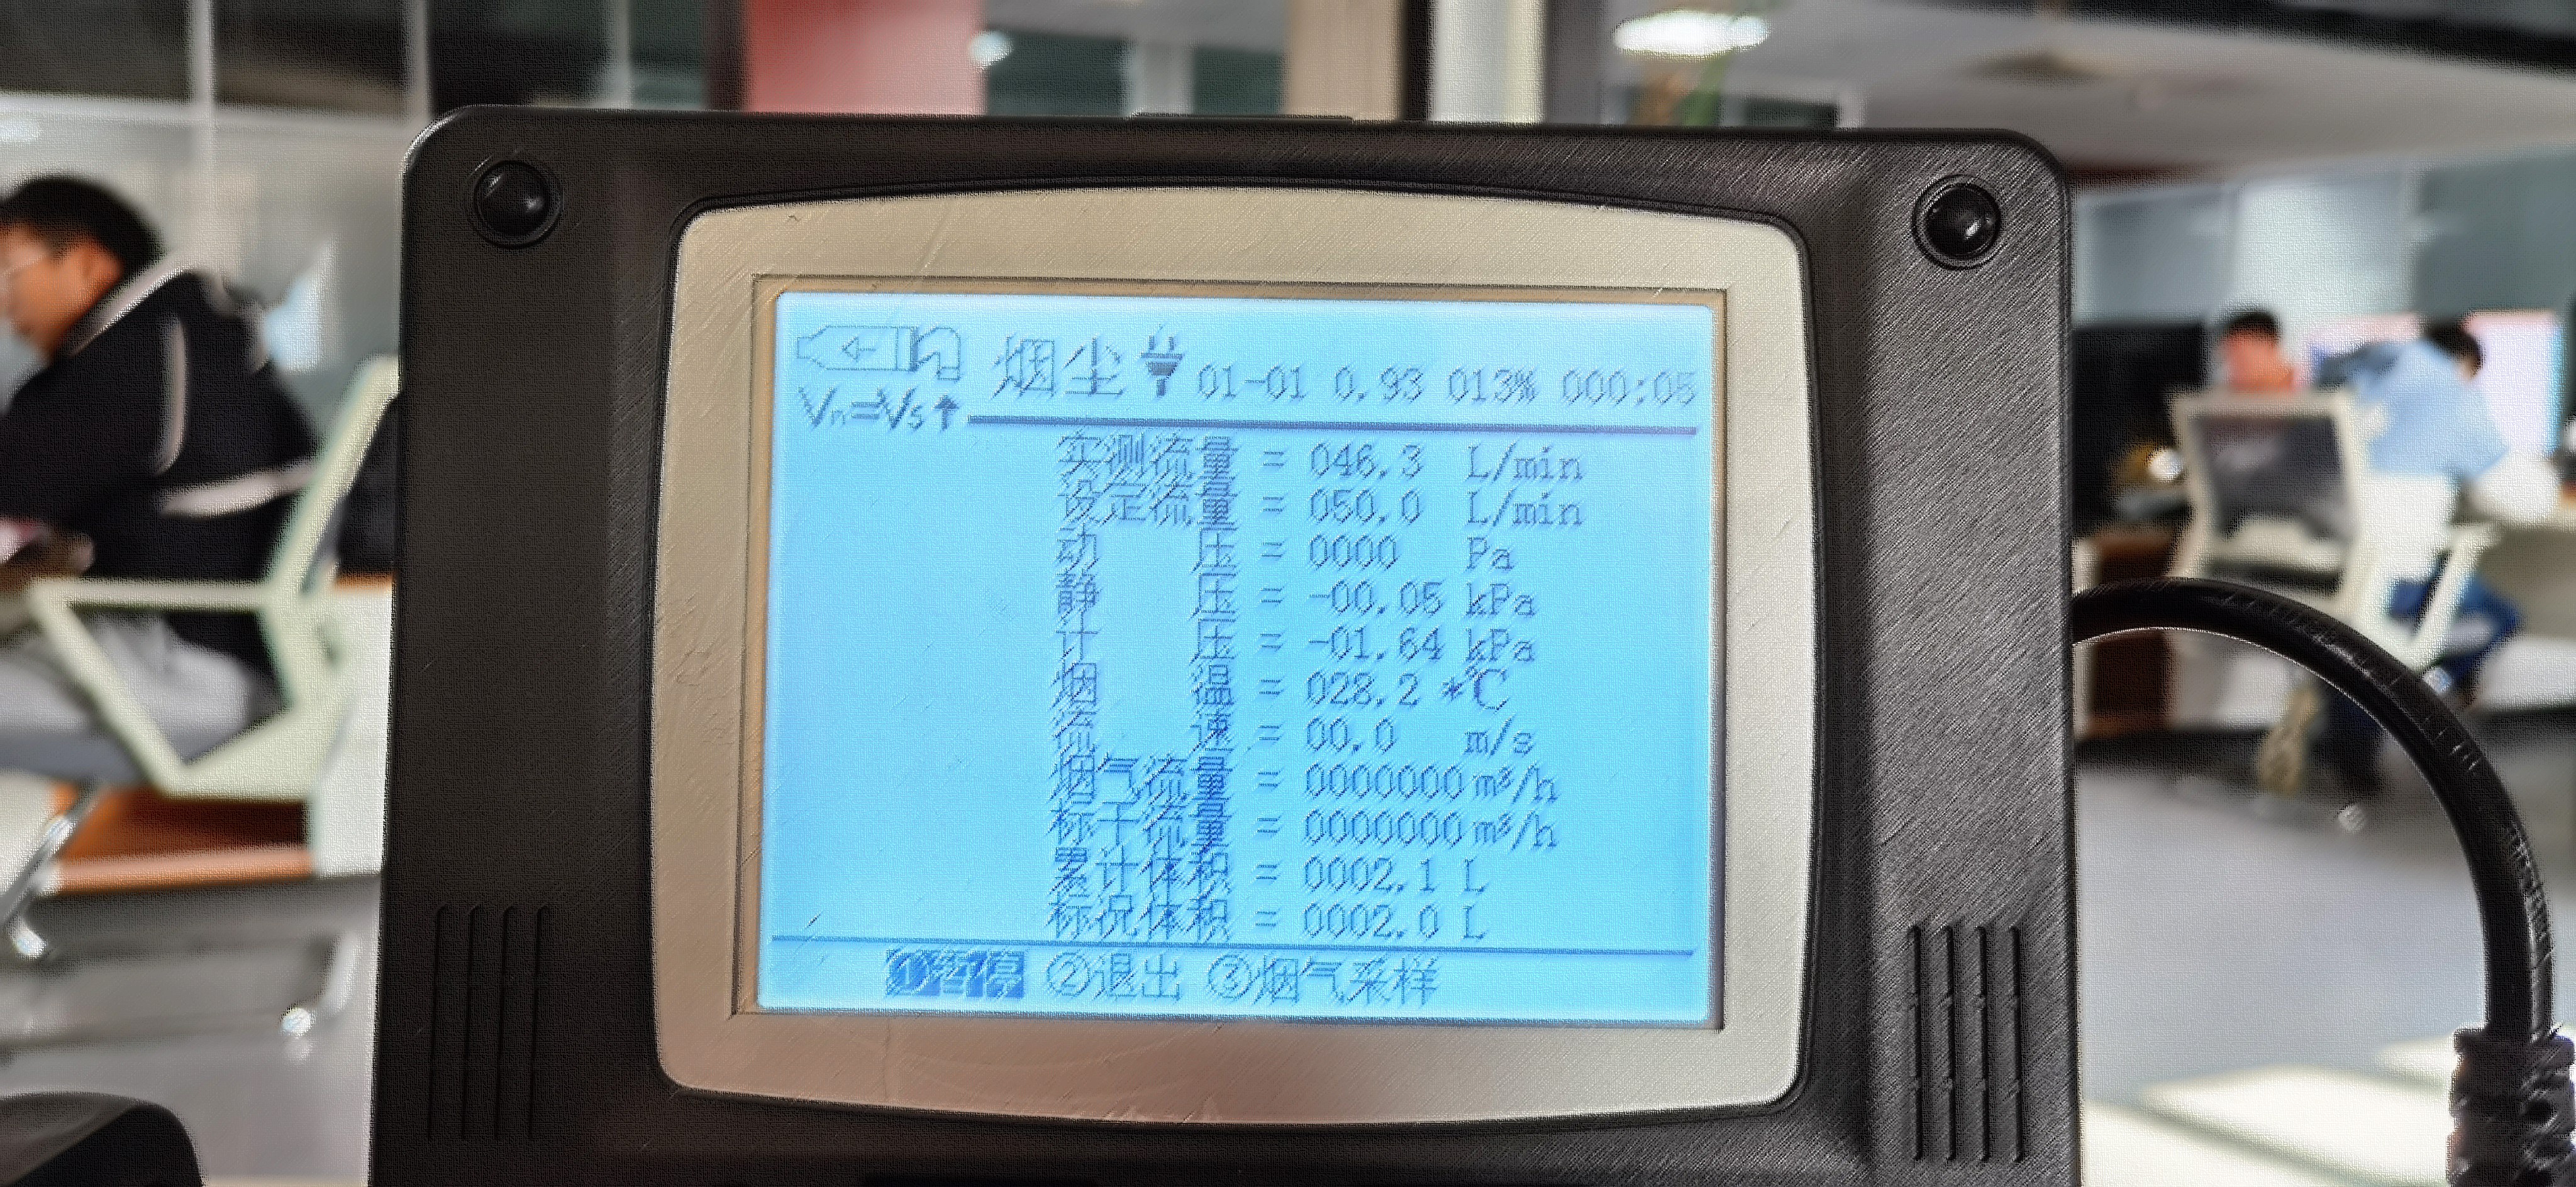 烟尘 01-01 0.93 013% 000:05
Vn⇒Vs↑
实测流量 = 046.3 L/min
设定流量 = 050.0 L/min
动 压 = 0000 Pa
静 压 = -00.05 kPa
计 压 = -01.64 kPa
烟 温 = 028.2 *℃
流 速 = 00.0 m/s
烟气流量 = 0000000 m³/h
标干流量 = 0000000 m³/h
累计体积 = 0002.1 L
标况体积 = 0002.0 L
①暂停 ②退出 ③烟气采样